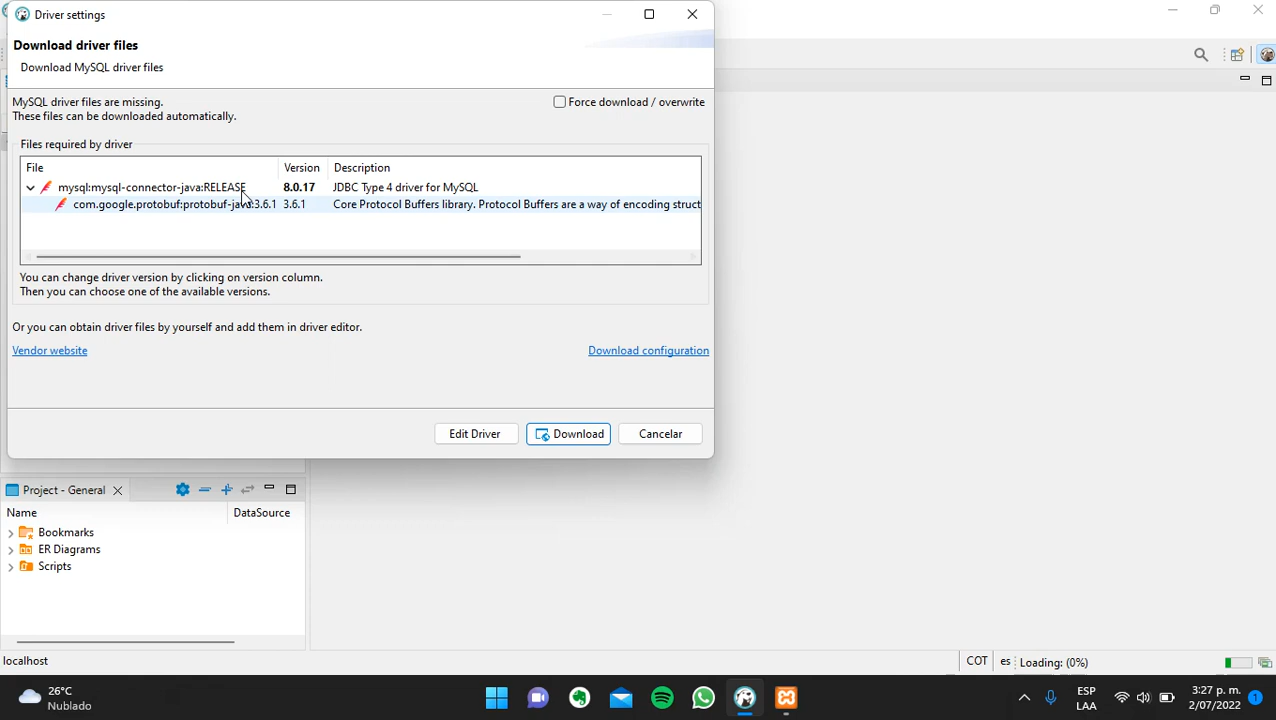 Driver settings
Download driver files
Download MySQL driver files
MySQL driver files are missing.
These files can be downloaded automatically.
Force download / overwrite
Files required by driver
File Version Description
mysql:mysql-connector-java:RELEASE 8.0.17 JDBC Type 4 driver for MySQL
com.google.protobuf:protobuf-java:3.6.1 3.6.1 Core Protocol Buffers library. Protocol Buffers are a way of encoding struct
You can change driver version by clicking on version column.
Then you can choose one of the available versions.
Or you can obtain driver files by yourself and add them in driver editor.
Vendor website Download configuration
Edit Driver Download Cancelar
Project - General
Name DataSource
Bookmarks
ER Diagrams
Scripts
localhost COT es Loading: (0%)
26°C
Nublado
ESP
LAA
3:27 p. m.
2/07/2022
1